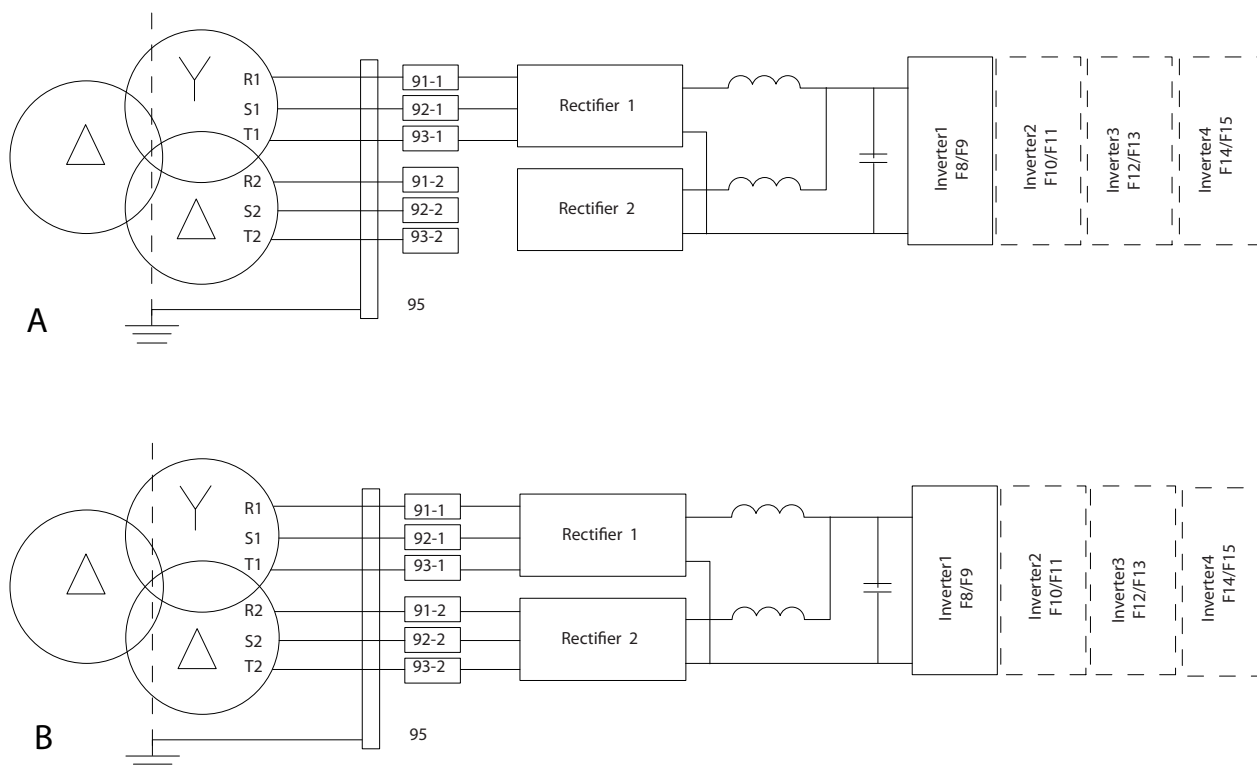 R1
S1
T1
R2
S2
T2
91-1
92-1
93-1
91-2
92-2
93-2
95
Rectifier 1
Rectifier 2
Inverter1
F8/F9
Inverter2
F10/F11
Inverter3
F12/F13
Inverter4
F14/F15
A
R1
S1
T1
R2
S2
T2
91-1
92-1
93-1
91-2
92-2
93-2
95
Rectifier 1
Rectifier 2
Inverter1
F8/F9
Inverter2
F10/F11
Inverter3
F12/F13
Inverter4
F14/F15
B